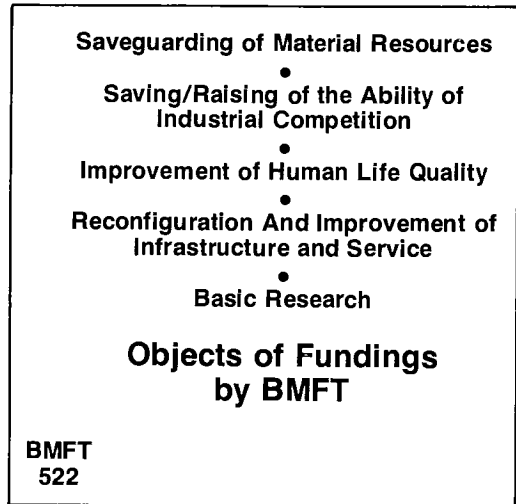 Saveguarding of Material Resources
•
Saving/Raising of the Ability of
Industrial Competition
•
Improvement of Human Life Quality
•
Reconfiguration And Improvement of
Infrastructure and Service
•
Basic Research
Objects of Fundings
by BMFT
BMFT
522